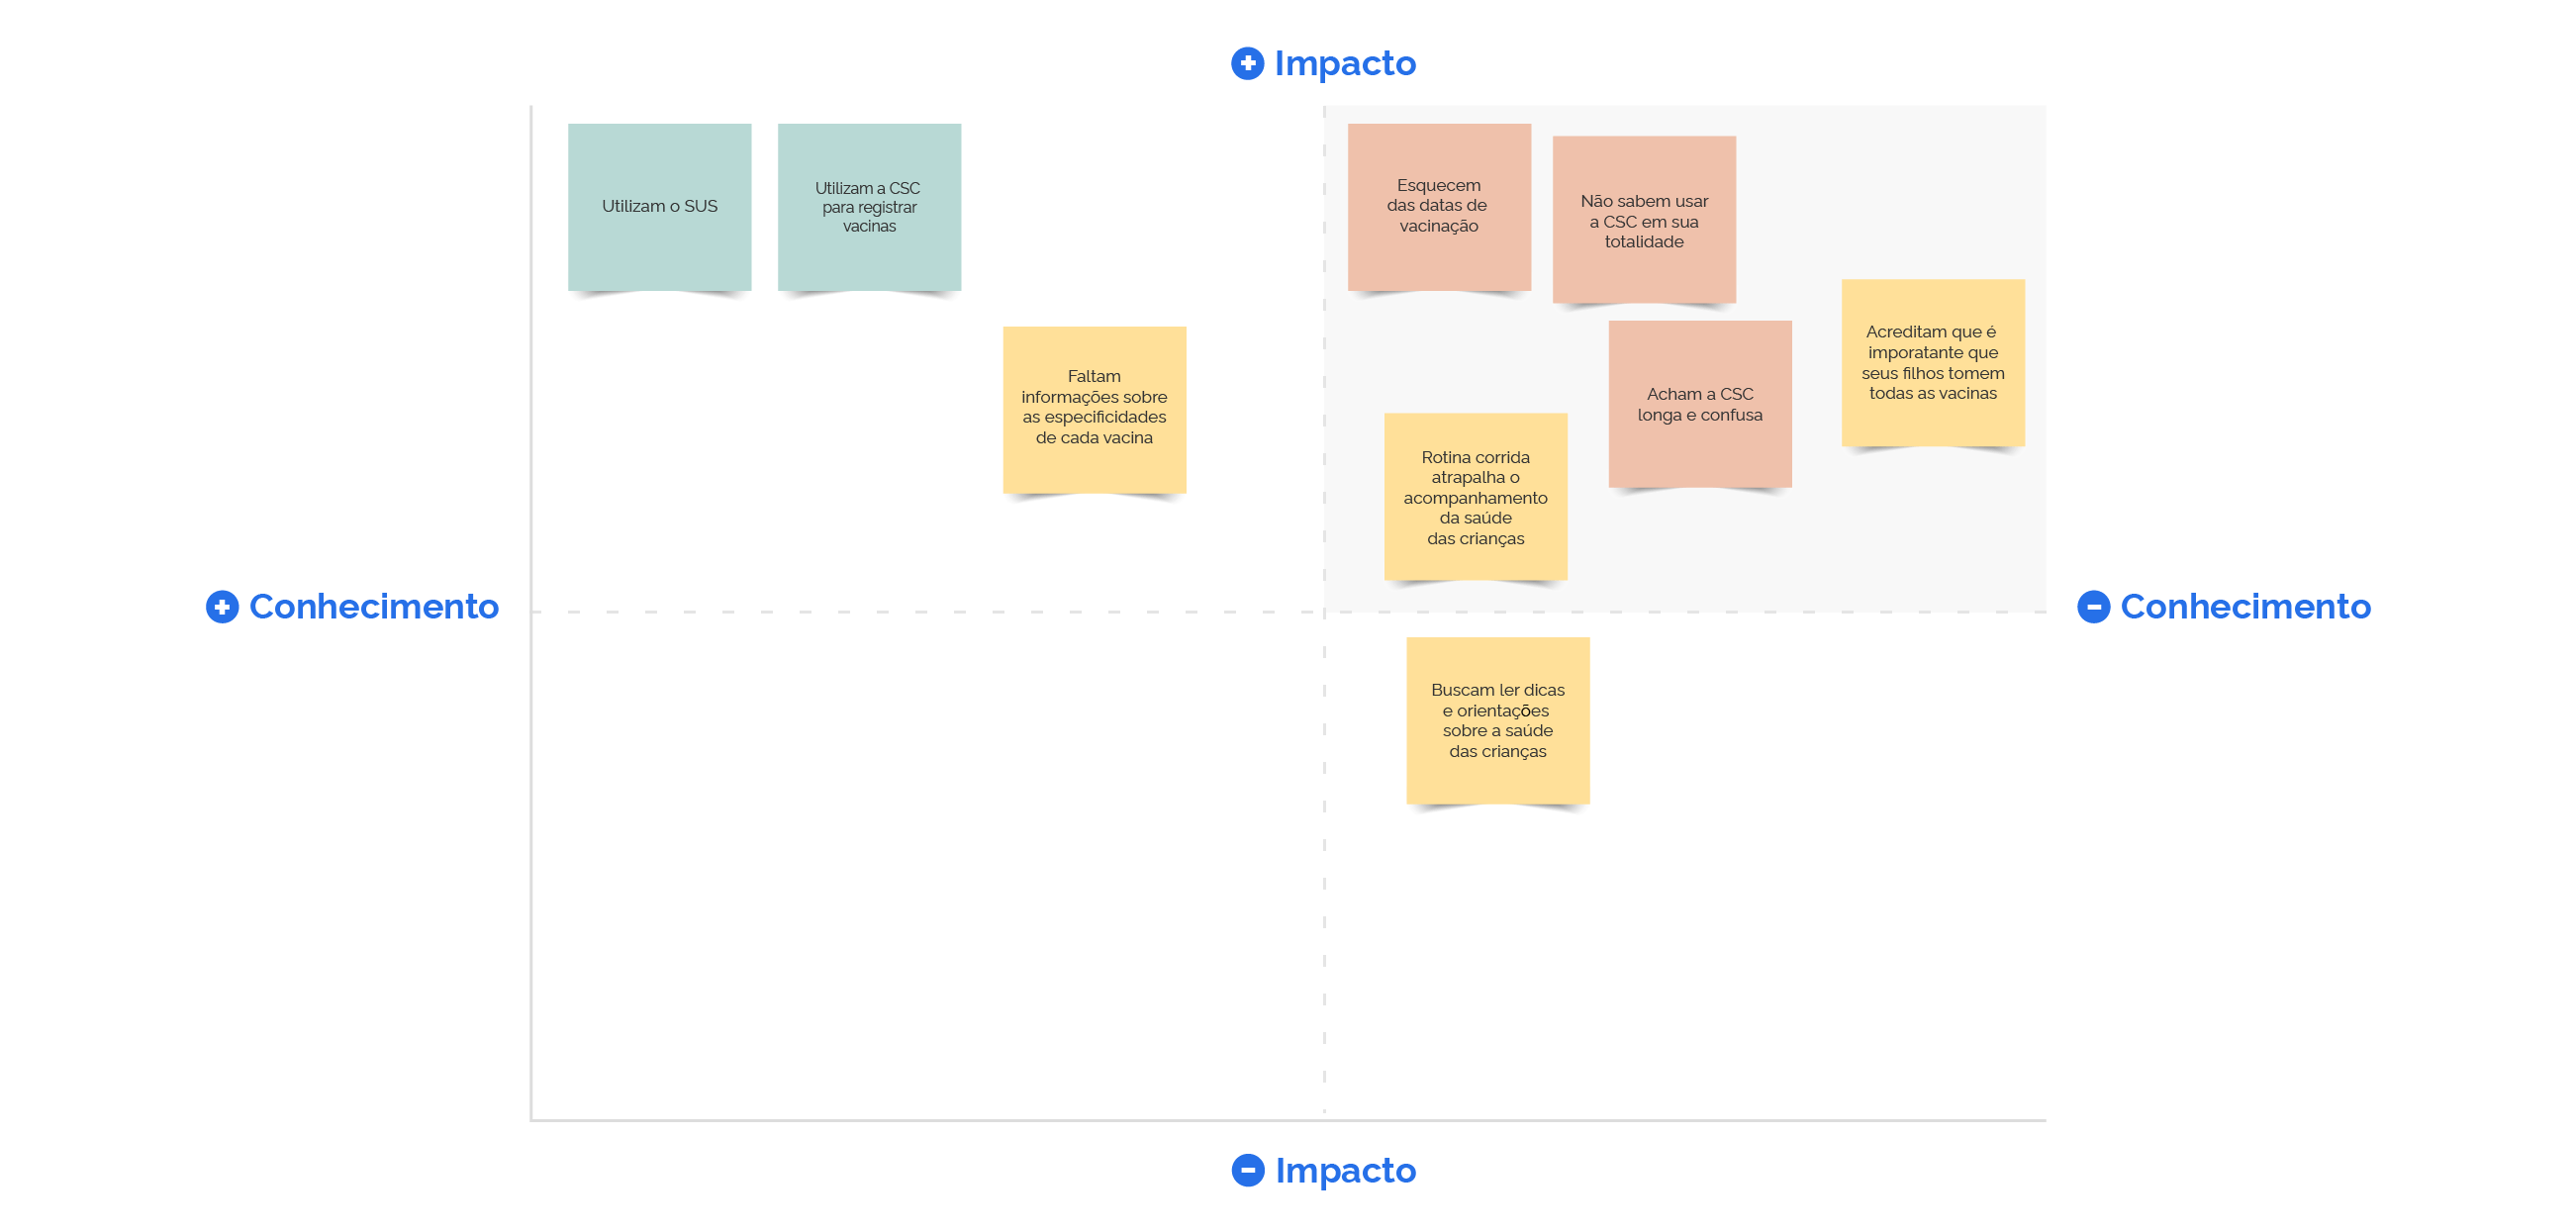 Impacto
Utilizam o SUS
Utilizam a CSC
para registrar
vacinas
Esquecem
das datas de
vacinação
Não sabem usar
a CSC em sua
totalidade
Faltam
informações sobre
as especificidades
de cada vacina
Acreditam que é
imporatante que
seus filhos tomem
todas as vacinas
Acham a CSC
longa e confusa
Rotina corrida
atrapalha o
acompanhamento
da saúde
das crianças
Conhecimento
Conhecimento
Buscam ler dicas
e orientações
sobre a saúde
das crianças
Impacto